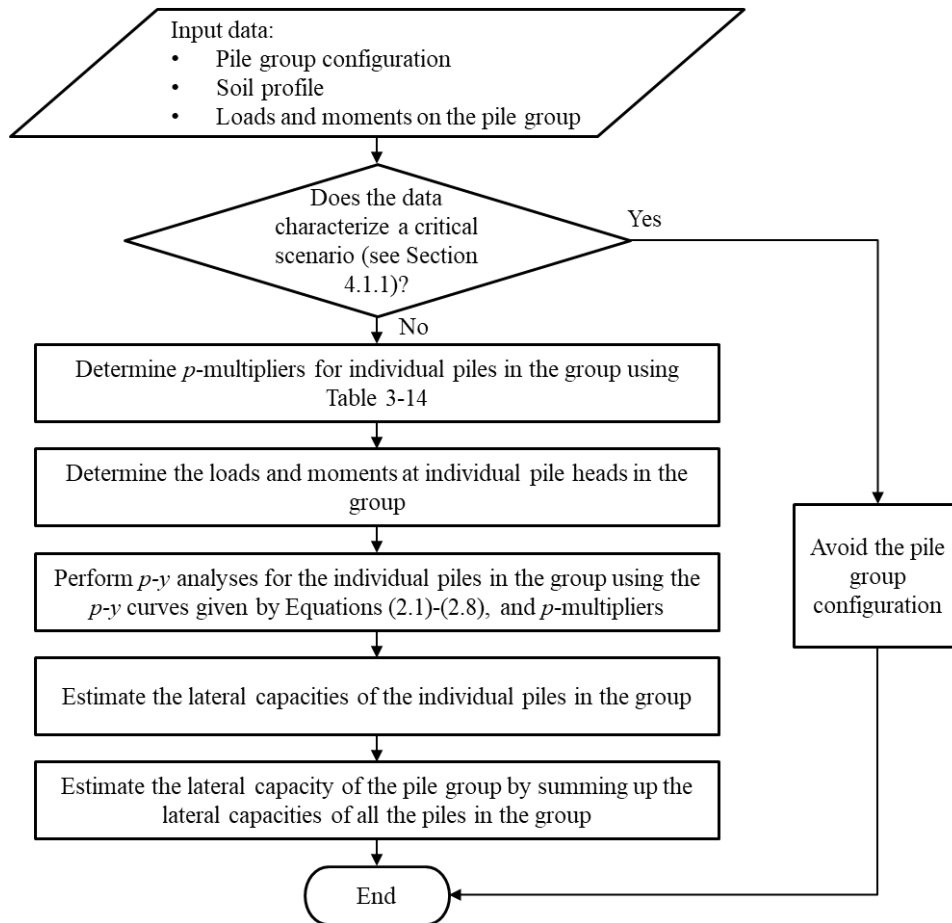 Input data:
• Pile group configuration
• Soil profile
• Loads and moments on the pile group
Does the data
characterize a critical
scenario (see Section
4.1.1)?
Yes
No
Determine p-multipliers for individual piles in the group using
Table 3-14
Determine the loads and moments at individual pile heads in the
group
Perform p-y analyses for the individual piles in the group using the
p-y curves given by Equations (2.1)-(2.8), and p-multipliers
Avoid the pile
group
configuration
Estimate the lateral capacities of the individual piles in the group
Estimate the lateral capacity of the pile group by summing up the
lateral capacities of all the piles in the group
End